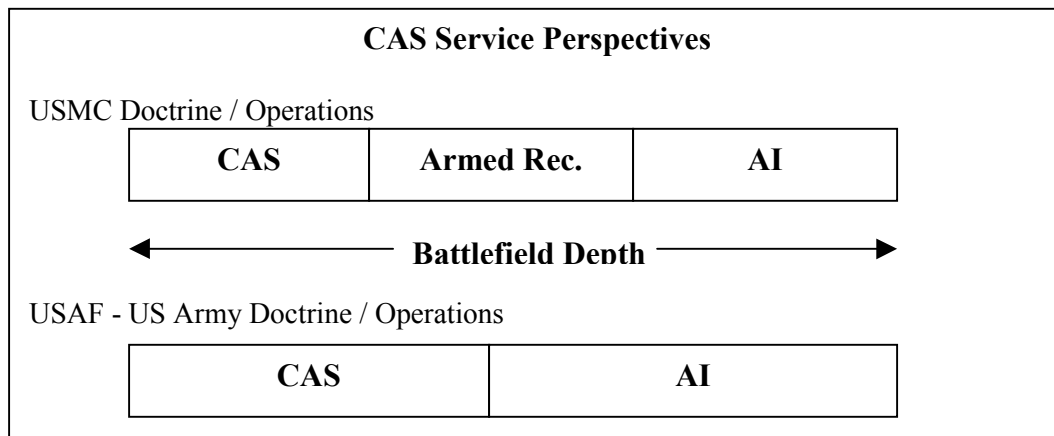 CAS Service Perspectives
USMC Doctrine / Operations
CAS Armed Rec. AI
Battlefield Depth
USAF - US Army Doctrine / Operations
CAS AI